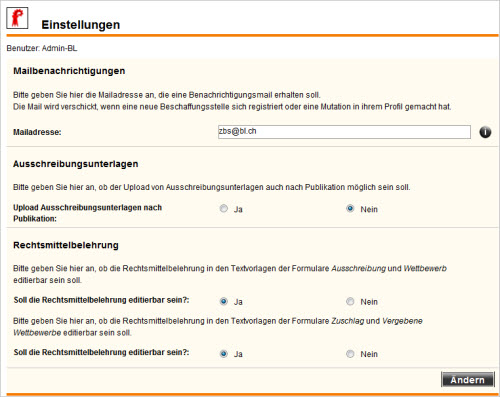 Einstellungen
Benutzer: Admin-BL
Mailbenachrichtigungen
Bitte geben Sie hier die Mailadresse an, die eine Benachrichtigungsmail erhalten soll.
Die Mail wird verschickt, wenn eine neue Beschaffungsstelle sich registriert oder eine Mutation in ihrem Profil gemacht hat.
Mailadresse: zbs@bl.ch i
Ausschreibungsunterlagen
Bitte geben Sie hier an, ob der Upload von Ausschreibungsunterlagen auch nach Publikation möglich sein soll.
Upload Ausschreibungsunterlagen nach Ja Nein
Publikation:
Rechtsmittelbelehrung
Bitte geben Sie hier an, ob die Rechtsmittelbelehrung in den Textvorlagen der Formulare Ausschreibung und Wettbewerb
editierbar sein soll.
Soll die Rechtsmittelbelehrung editierbar sein?: Ja Nein
Bitte geben Sie hier an, ob die Rechtsmittelbelehrung in den Textvorlagen der Formulare Zuschlag und Vergebene
Wettbewerbe editierbar sein soll.
Soll die Rechtsmittelbelehrung editierbar sein?: Ja Nein
Ändern